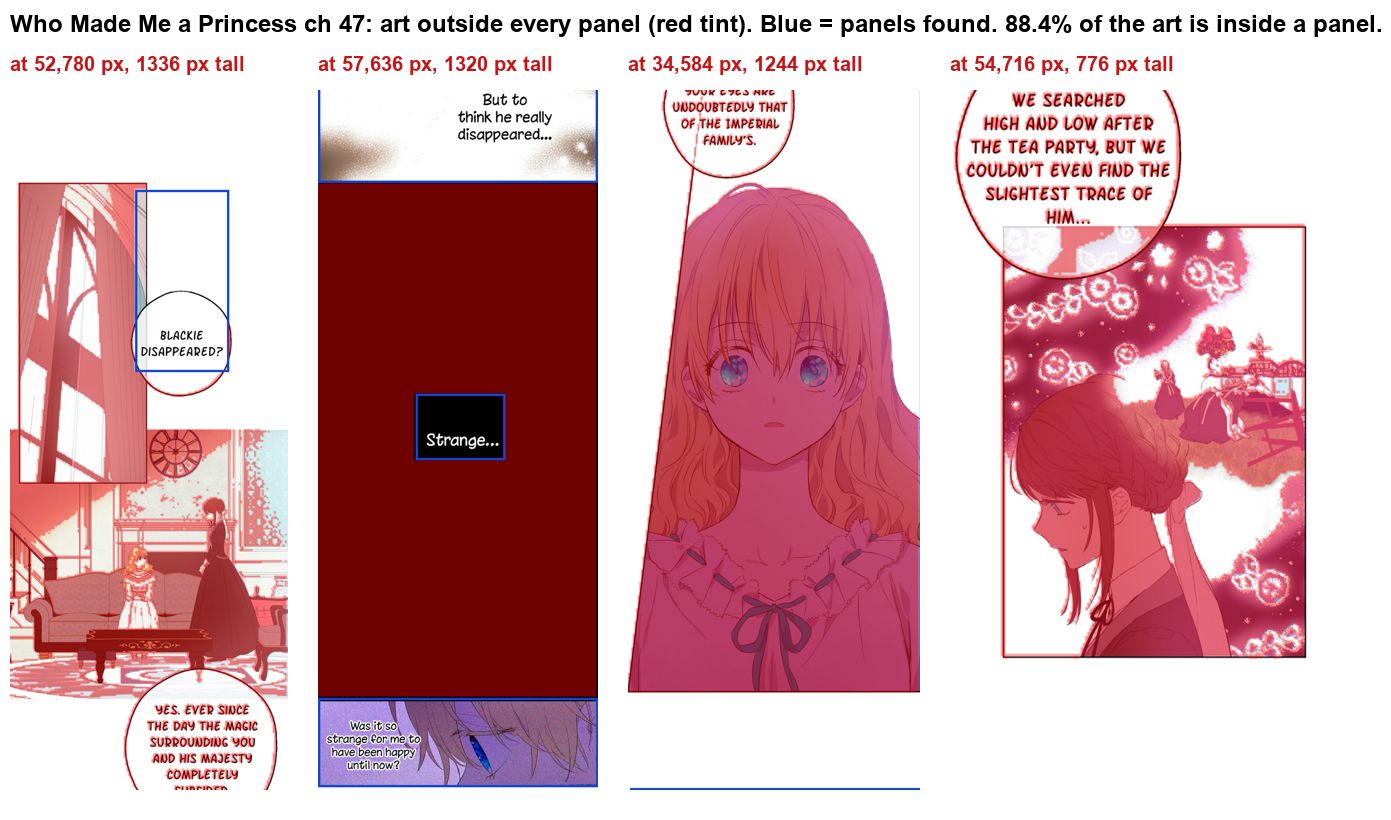 Who Made Me a Princess ch 47: art outside every panel (red tint). Blue = panels found. 88.4% of the art is inside a panel.
at 52,780 px, 1336 px tall
BLACKIE
DISAPPEARED?
YES. EVER SINCE
THE DAY THE MAGIC
SURROUNDING YOU
AND HIS MAJESTY
COMPLETELY
SUBSIDED
at 57,636 px, 1320 px tall
But to
think he really
disappeared...
Strange...
Was it so
strange for me to
have been happy
until now?
at 34,584 px, 1244 px tall
YOUR EYES ARE
UNDOUBTEDLY THAT
OF THE IMPERIAL
FAMILY'S.
at 54,716 px, 776 px tall
WE SEARCHED
HIGH AND LOW AFTER
THE TEA PARTY, BUT WE
COULDN'T EVEN FIND THE
SLIGHTEST TRACE OF
HIM...